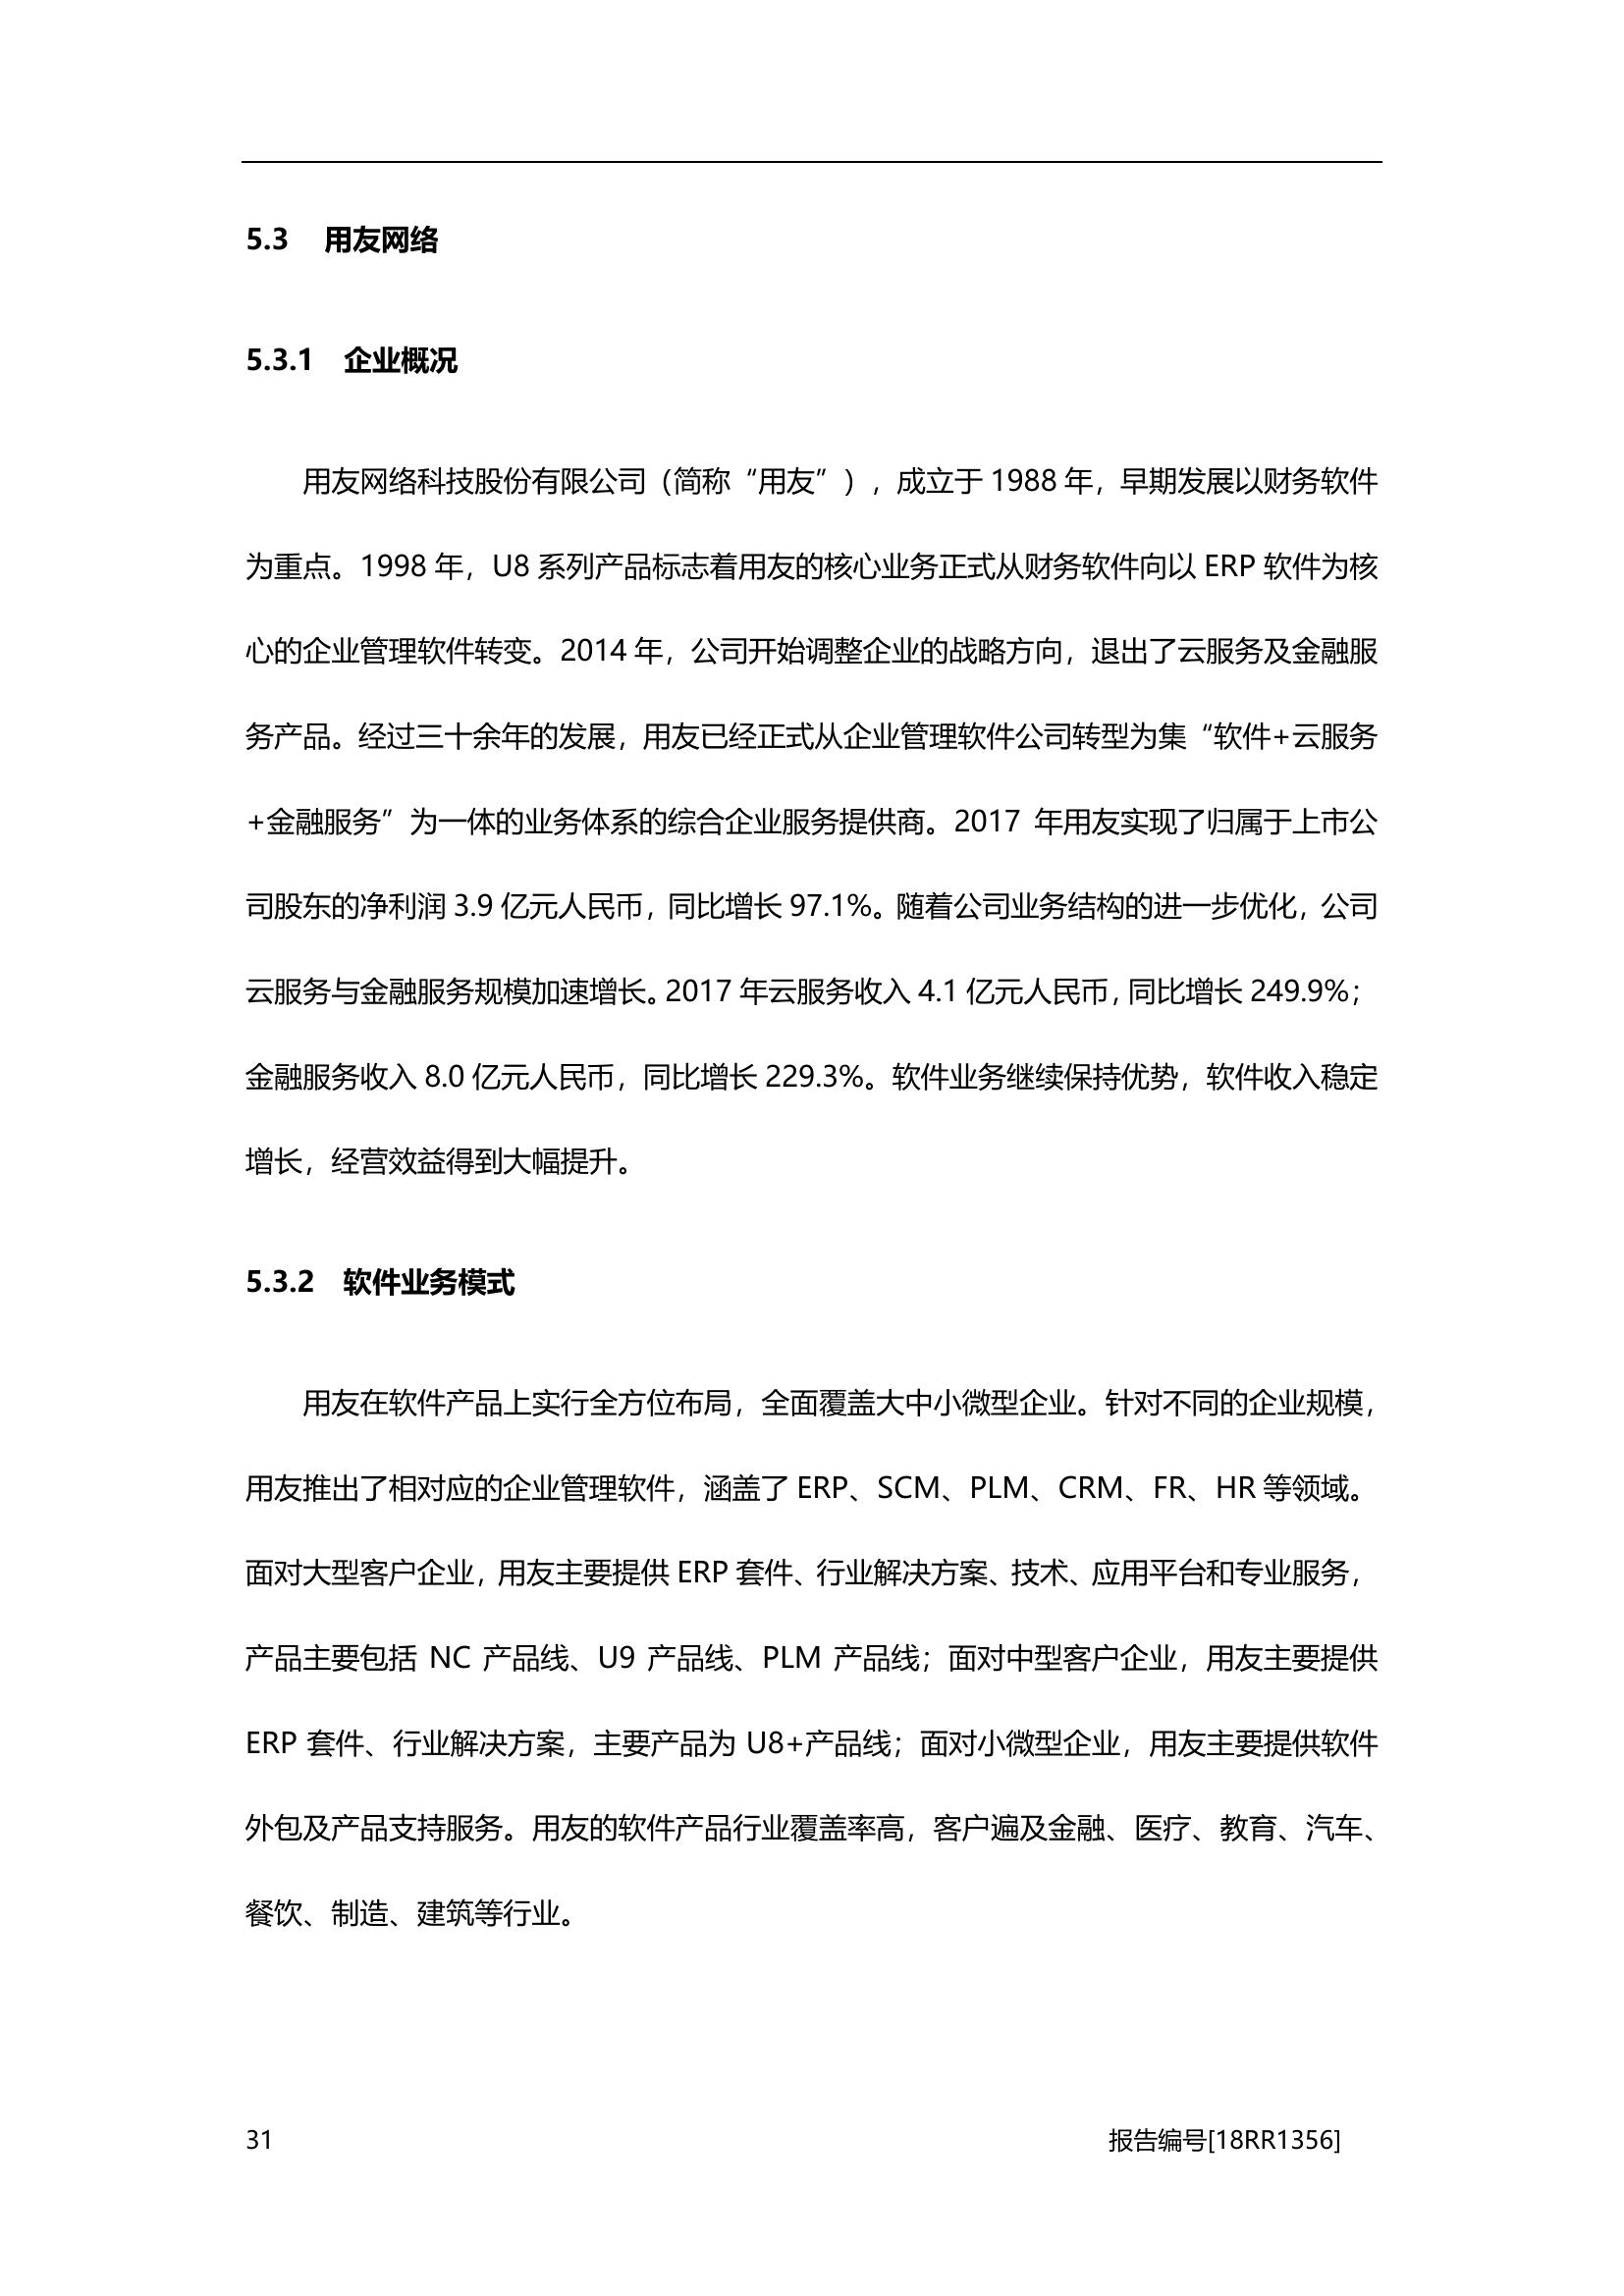 5.3 用友网络
5.3.1 企业概况
用友网络科技股份有限公司（简称“用友”），成立于 1988 年，早期发展以财务软件
为重点。1998 年，U8 系列产品标志着用友的核心业务正式从财务软件向以 ERP 软件为核
心的企业管理软件转变。2014 年，公司开始调整企业的战略方向，退出了云服务及金融服
务产品。经过三十余年的发展，用友已经正式从企业管理软件公司转型为集“软件+云服务
+金融服务”为一体的业务体系的综合企业服务提供商。2017 年用友实现了归属于上市公
司股东的净利润 3.9 亿元人民币，同比增长 97.1%。随着公司业务结构的进一步优化，公司
云服务与金融服务规模加速增长。2017 年云服务收入 4.1 亿元人民币，同比增长 249.9%；
金融服务收入 8.0 亿元人民币，同比增长 229.3%。软件业务继续保持优势，软件收入稳定
增长，经营效益得到大幅提升。
5.3.2 软件业务模式
用友在软件产品上实行全方位布局，全面覆盖大中小微型企业。针对不同的企业规模，
用友推出了相对应的企业管理软件，涵盖了 ERP、SCM、PLM、CRM、FR、HR 等领域。
面对大型客户企业，用友主要提供 ERP 套件、行业解决方案、技术、应用平台和专业服务，
产品主要包括 NC 产品线、U9 产品线、PLM 产品线；面对中型客户企业，用友主要提供
ERP 套件、行业解决方案，主要产品为 U8+产品线；面对小微型企业，用友主要提供软件
外包及产品支持服务。用友的软件产品行业覆盖率高，客户遍及金融、医疗、教育、汽车、
餐饮、制造、建筑等行业。
31 报告编号[18RR1356]